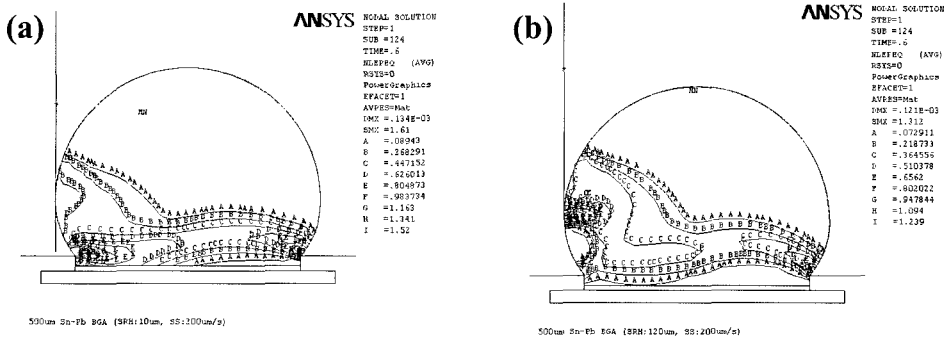 (a)
ANSYS
NODAL SOLUTION
STEP=1
SUB =124
TIME=.6
NLEPEQ (AVG)
RSYS=0
PowerGraphics
EFACET=1
AVRES=Mat
DMX =.134E-03
SMX =1.61
A =.08943
B =.268291
C =.447152
D =.626013
E =.804873
F =.983734
G =1.163
H =1.341
I =1.52
MN
500um Sn-Pb BGA (SRH:10um, SS:200um/s)
(b)
ANSYS
NODAL SOLUTION
STEP=1
SUB =124
TIME=.6
NLEPEQ (AVG)
RSYS=0
PowerGraphics
EFACET=1
AVRES=Mat
DMX =.121E-03
SMX =1.312
A =.072911
B =.218733
C =.364556
D =.510378
E =.6562
F =.802022
G =.947844
H =1.094
I =1.239
MN
500um Sn-Pb BGA (SRH:120um, SS:200um/s)